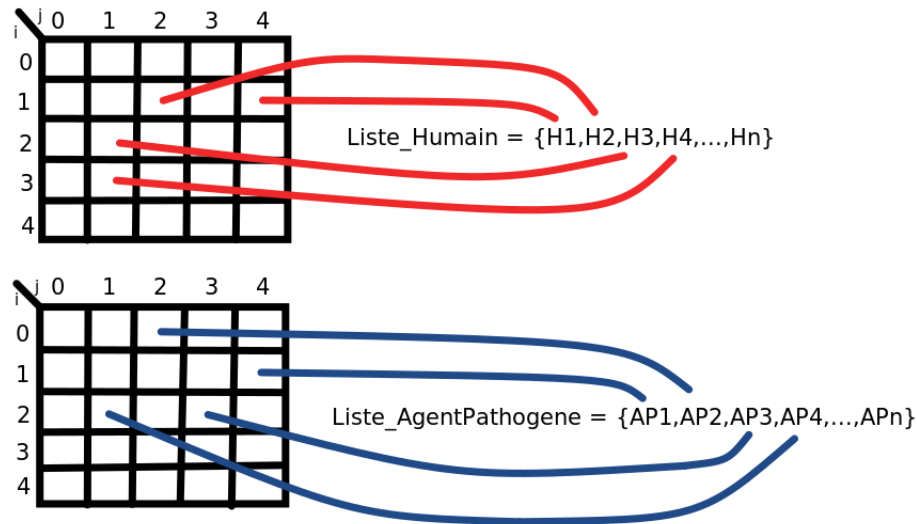 j 0 1 2 3 4
i
0
1
2
3
4
Liste_Humain = {H1,H2,H3,H4,...,Hn}
j 0 1 2 3 4
i
0
1
2
3
4
Liste_AgentPathogene = {AP1,AP2,AP3,AP4,...,APn}